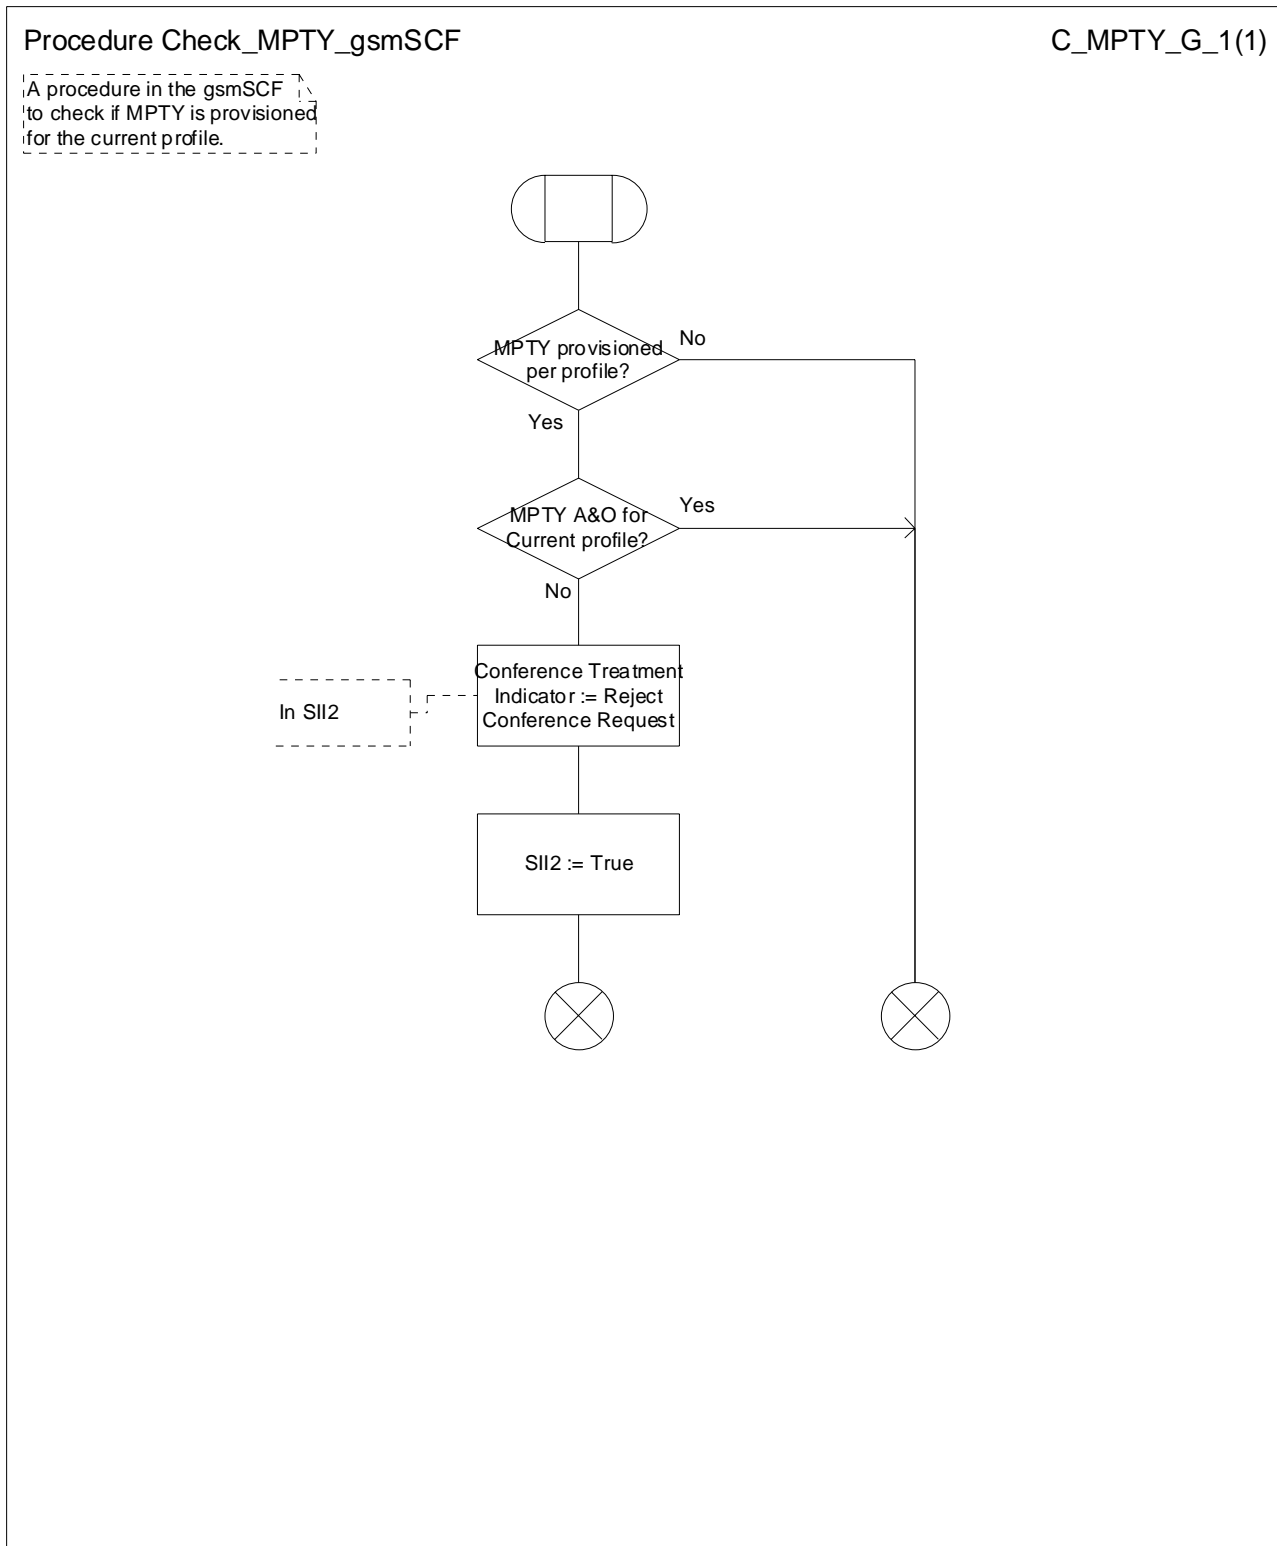 Procedure Check_MPTY_gsmSCF
C_MPTY_G_1(1)
A procedure in the gsmSCF
to check if MPTY is provisioned
for the current profile.
MPTY provisioned
per profile?
No
Yes
MPTY A&O for
Current profile?
Yes
No
Conference Treatment
Indicator := Reject
Conference Request
In SII2
SII2 := True